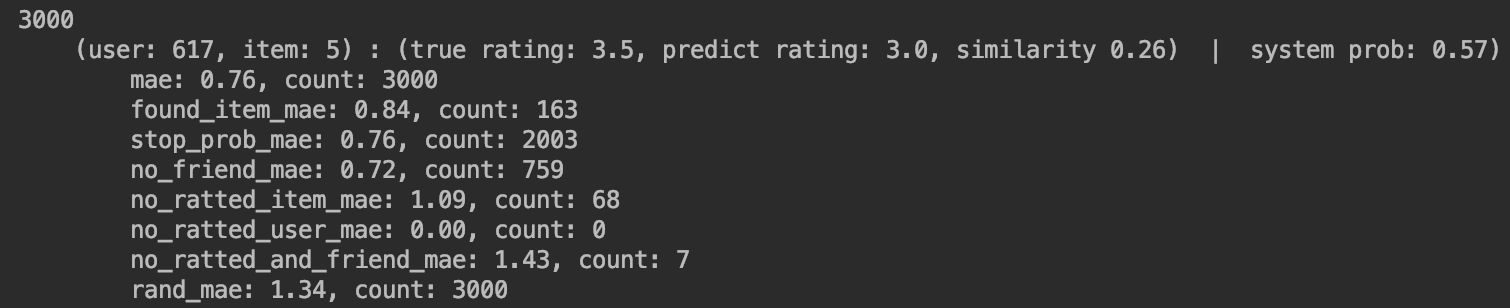 3000
(user: 617, item: 5) : (true rating: 3.5, predict rating: 3.0, similarity 0.26)  |  system prob: 0.57)
mae: 0.76, count: 3000
found_item_mae: 0.84, count: 163
stop_prob_mae: 0.76, count: 2003
no_friend_mae: 0.72, count: 759
no_ratted_item_mae: 1.09, count: 68
no_ratted_user_mae: 0.00, count: 0
no_ratted_and_friend_mae: 1.43, count: 7
rand_mae: 1.34, count: 3000